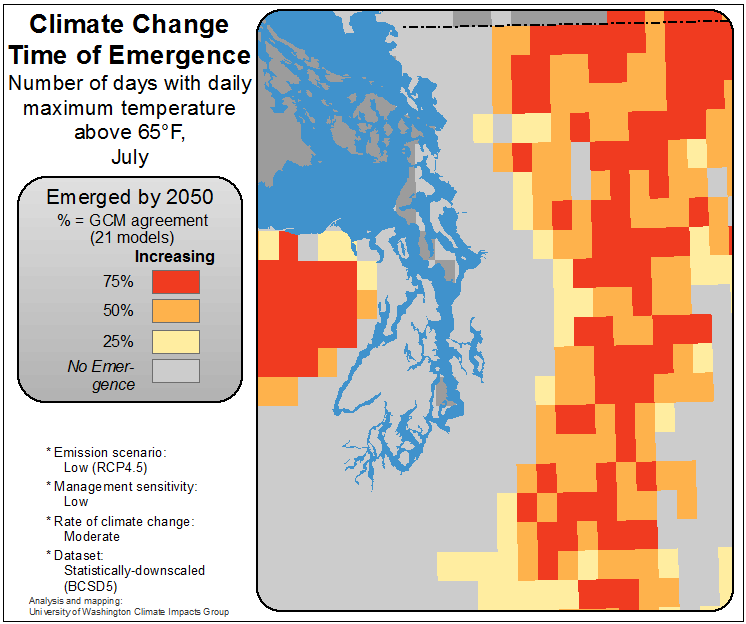 Climate Change
Time of Emergence
Number of days with daily
maximum temperature
above 65°F,
July
Emerged by 2050
% = GCM agreement
(21 models)
Increasing
75%
50%
25%
No Emer-
gence
* Emission scenario:
Low (RCP4.5)
* Management sensitivity:
Low
* Rate of climate change:
Moderate
* Dataset:
Statistically-downscaled
(BCSD5)
Analysis and mapping:
University of Washington Climate Impacts Group